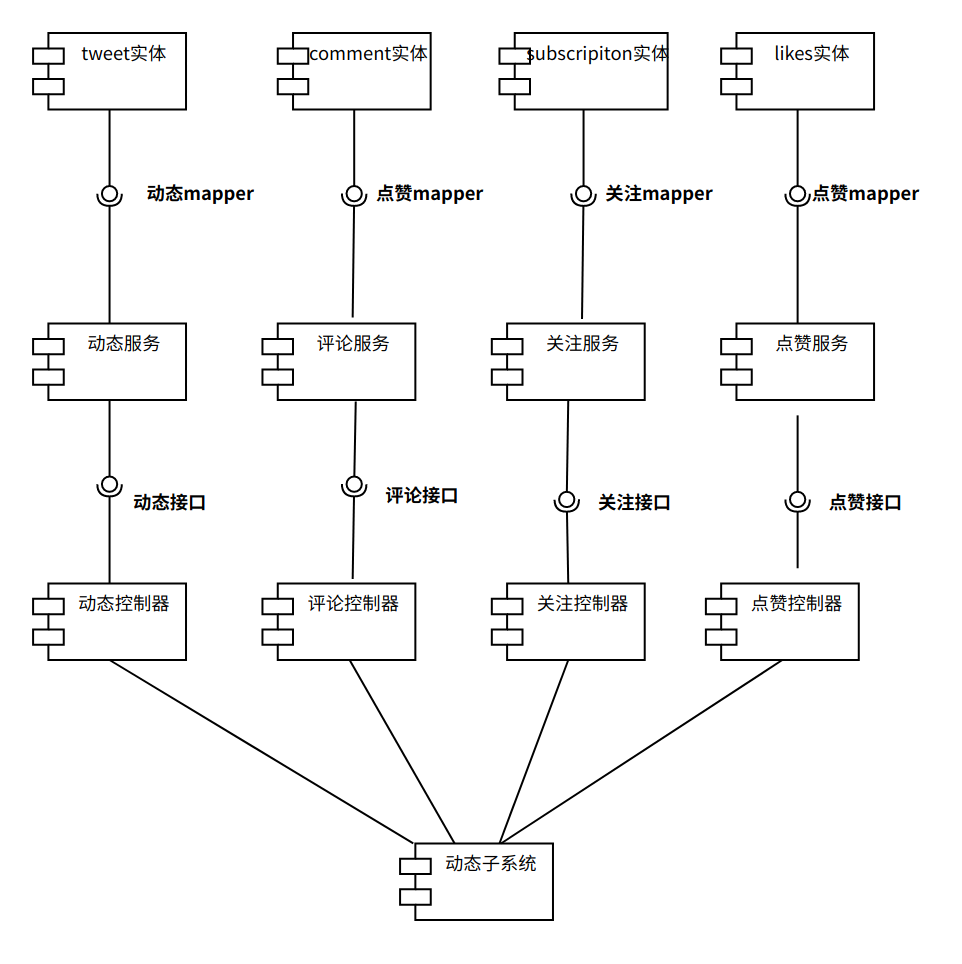 tweet实体
comment实体
subscripiton实体
likes实体
动态mapper
点赞mapper
关注mapper
点赞mapper
动态服务
评论服务
关注服务
点赞服务
动态接口
评论接口
关注接口
点赞接口
动态控制器
评论控制器
关注控制器
点赞控制器
动态子系统